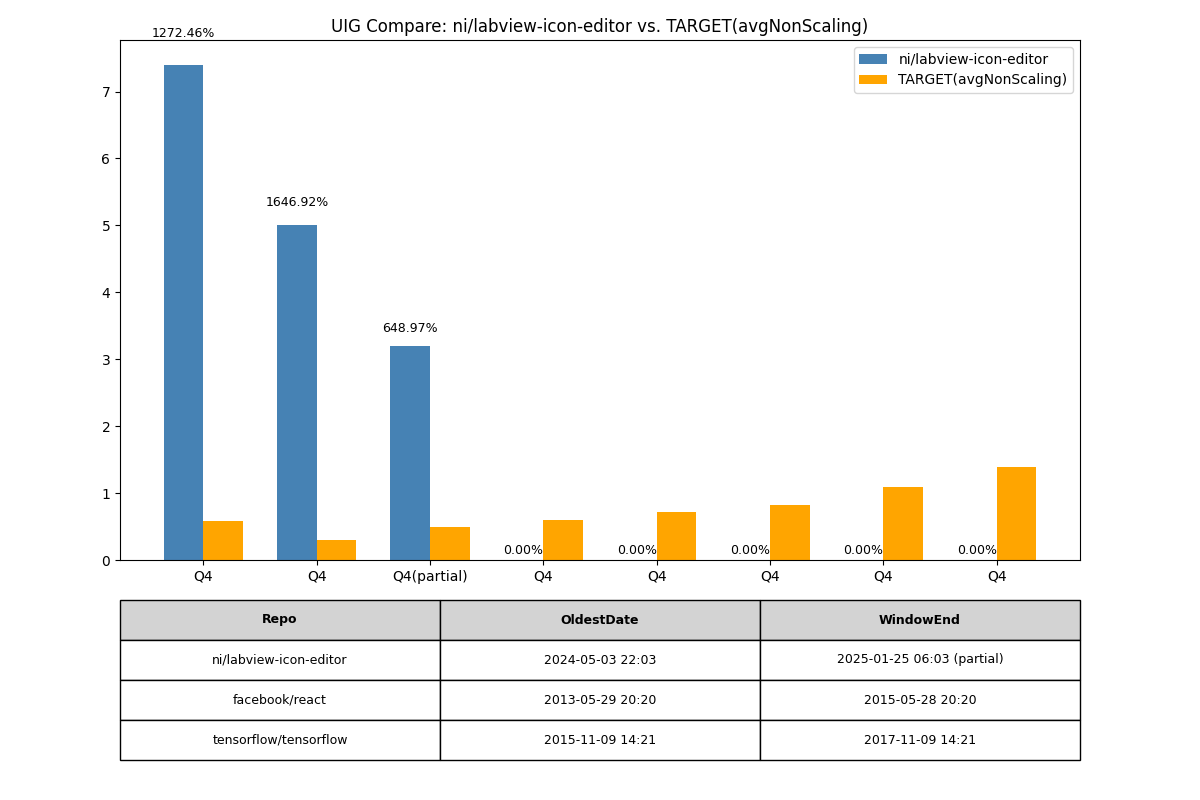 UIG Compare: ni/labview-icon-editor vs. TARGET(avgNonScaling)
1272.46%
ni/labview-icon-editor
TARGET(avgNonScaling)
7
6
1646.92%
5
4
648.97%
3
2
1
0.00% 0.00% 0.00% 0.00% 0.00%
0
Q4 Q4 Q4(partial) Q4 Q4 Q4 Q4 Q4
Repo OldestDate WindowEnd
ni/labview-icon-editor 2024-05-03 22:03 2025-01-25 06:03 (partial)
facebook/react 2013-05-29 20:20 2015-05-28 20:20
tensorflow/tensorflow 2015-11-09 14:21 2017-11-09 14:21